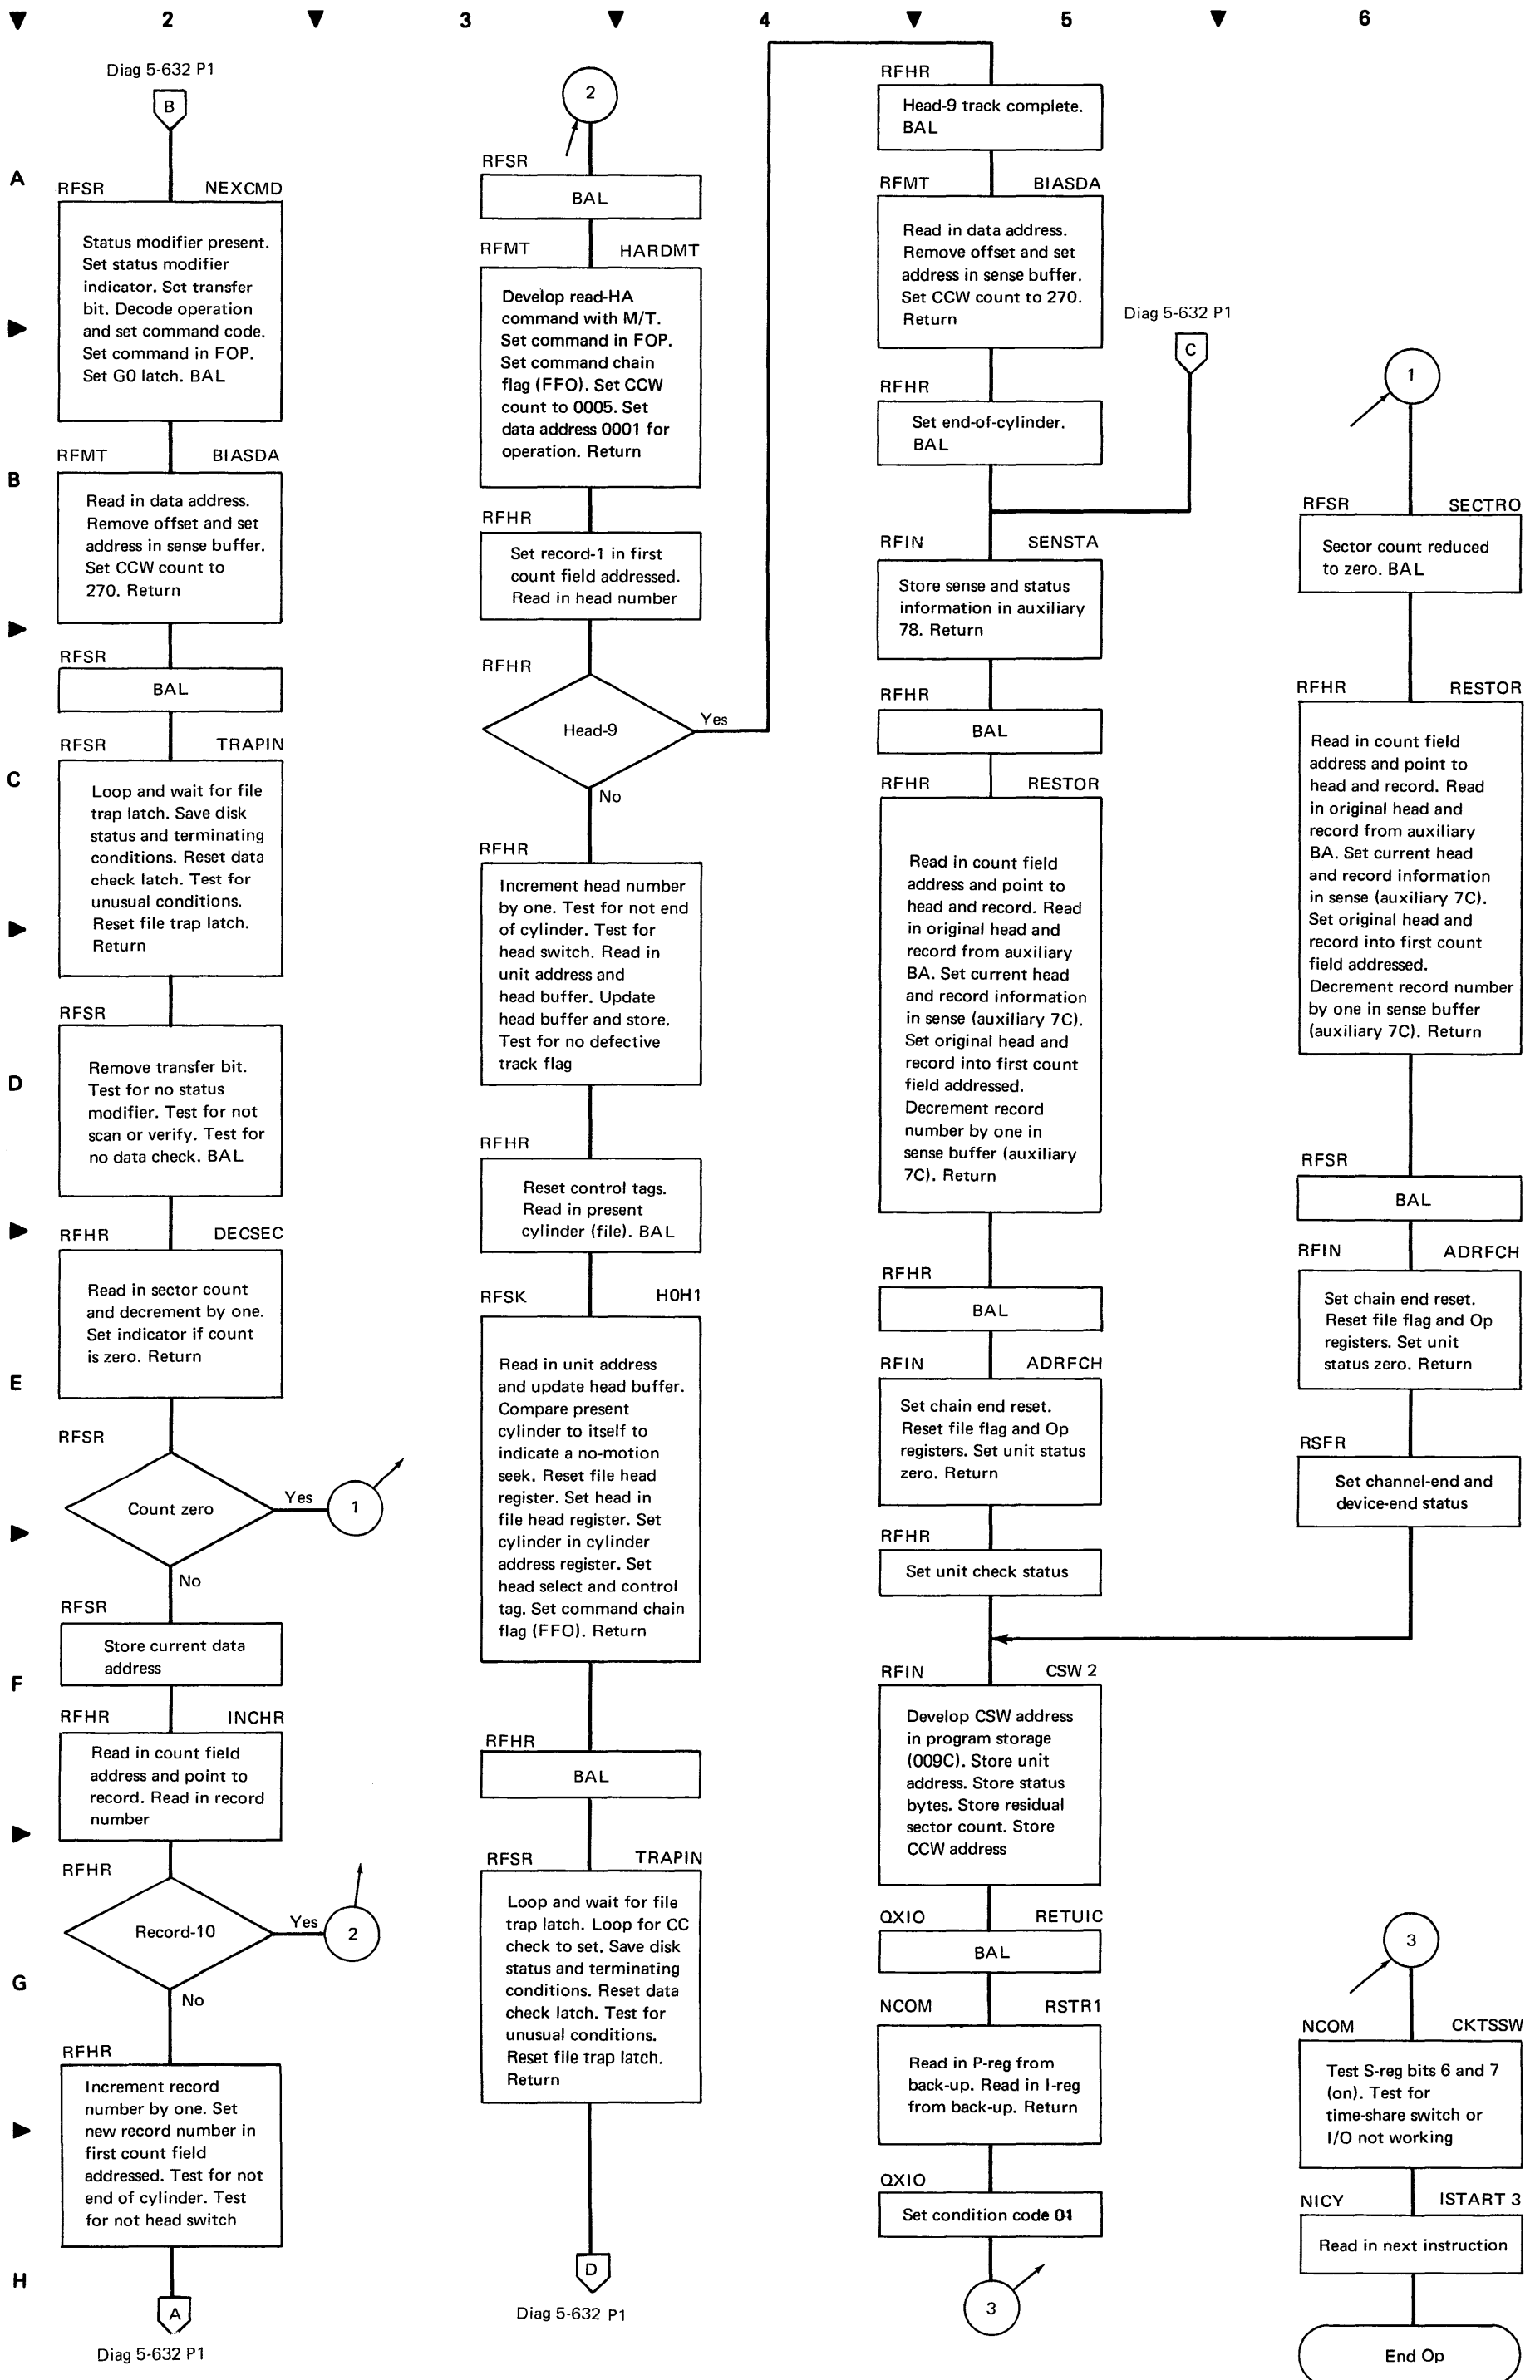 2
3
4
5
6
Diag 5-632 P1
B
A
RFSR
NEXCMD
Status modifier present.
Set status modifier
indicator. Set transfer
bit. Decode operation
and set command code.
Set command in FOP.
Set G0 latch. BAL
B
RFMT
BIASDA
Read in data address.
Remove offset and set
address in sense buffer.
Set CCW count to
270. Return
RFSR
BAL
C
RFSR
TRAPIN
Loop and wait for file
trap latch. Save disk
status and terminating
conditions. Reset data
check latch. Test for
unusual conditions.
Reset file trap latch.
Return
D
RFSR
Remove transfer bit.
Test for no status
modifier. Test for not
scan or verify. Test for
no data check. BAL
RFHR
DECSEC
Read in sector count
and decrement by one.
Set indicator if count
is zero. Return
E
RFSR
Count zero
Yes
1
No
RFSR
Store current data
address
F
RFHR
INCHR
Read in count field
address and point to
record. Read in record
number
RFHR
Record-10
Yes
2
G
No
RFHR
Increment record
number by one. Set
new record number in
first count field
addressed. Test for not
end of cylinder. Test
for not head switch
H
A
Diag 5-632 P1
2
RFSR
BAL
RFMT
HARDMT
Develop read-HA
command with M/T.
Set command in FOP.
Set command chain
flag (FFO). Set CCW
count to 0005. Set
data address 0001 for
operation. Return
RFHR
Set record-1 in first
count field addressed.
Read in head number
RFHR
Head-9
Yes
No
RFHR
Increment head number
by one. Test for not end
of cylinder. Test for
head switch. Read in
unit address and
head buffer. Update
head buffer and store.
Test for no defective
track flag
RFHR
Reset control tags.
Read in present
cylinder (file). BAL
RFSK
H0H1
Read in unit address
and update head buffer.
Compare present
cylinder to itself to
indicate a no-motion
seek. Reset file head
register. Set head in
file head register. Set
cylinder in cylinder
address register. Set
head select and control
tag. Set command chain
flag (FFO). Return
RFHR
BAL
RFSR
TRAPIN
Loop and wait for file
trap latch. Loop for CC
check to set. Save disk
status and terminating
conditions. Reset data
check latch. Test for
unusual conditions.
Reset file trap latch.
Return
D
Diag 5-632 P1
RFHR
Head-9 track complete.
BAL
RFMT
BIASDA
Read in data address.
Remove offset and set
address in sense buffer.
Set CCW count to 270.
Return
Diag 5-632 P1
C
RFHR
Set end-of-cylinder.
BAL
RFIN
SENSTA
Store sense and status
information in auxiliary
78. Return
RFHR
BAL
RFHR
RESTOR
Read in count field
address and point to
head and record. Read
in original head and
record from auxiliary
BA. Set current head
and record information
in sense (auxiliary 7C).
Set original head and
record into first count
field addressed.
Decrement record
number by one in
sense buffer (auxiliary
7C). Return
RFHR
BAL
RFIN
ADRFCH
Set chain end reset.
Reset file flag and Op
registers. Set unit status
zero. Return
RFHR
Set unit check status
RFIN
CSW 2
Develop CSW address
in program storage
(009C). Store unit
address. Store status
bytes. Store residual
sector count. Store
CCW address
QXIO
RETUIC
BAL
NCOM
RSTR1
Read in P-reg from
back-up. Read in I-reg
from back-up. Return
QXIO
Set condition code 01
3
1
RFSR
SECTRO
Sector count reduced
to zero. BAL
RFHR
RESTOR
Read in count field
address and point to
head and record. Read
in original head and
record from auxiliary
BA. Set current head
and record information
in sense (auxiliary 7C).
Set original head and
record into first count
field addressed.
Decrement record number
by one in sense buffer
(auxiliary 7C). Return
RFSR
BAL
RFIN
ADRFCH
Set chain end reset.
Reset file flag and Op
registers. Set unit
status zero. Return
RSFR
Set channel-end and
device-end status
3
NCOM
CKTSSW
Test S-reg bits 6 and 7
(on). Test for
time-share switch or
I/O not working
NICY
ISTART 3
Read in next instruction
End Op